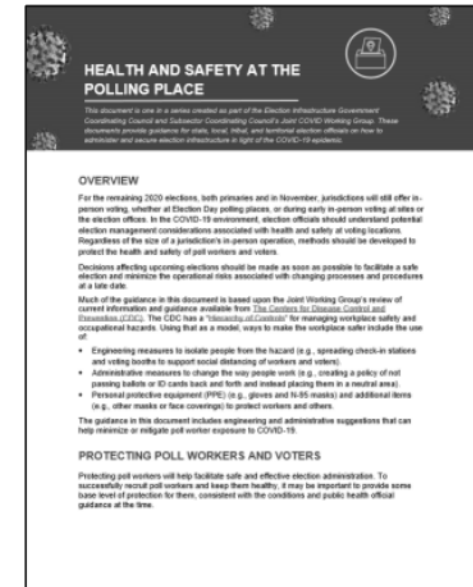 HEALTH AND SAFETY AT THE
POLLING PLACE
This document is one in a series created as part of the Election Infrastructure Government
Coordinating Council and Subsector Coordinating Council's Joint COVID Working Group. These
documents provide guidance for state, local, tribal, and territorial election officials on how to
administer and secure election infrastructure in light of the COVID-19 epidemic.
OVERVIEW
For the remaining 2020 elections, both primaries and in November, jurisdictions will still offer in-
person voting, whether at Election Day polling places, or during early in-person voting at sites or
the election offices. In the COVID-19 environment, election officials should understand potential
election management considerations associated with health and safety at voting locations.
Regardless of the size of a jurisdiction's in-person operation, methods should be developed to
protect the health and safety of poll workers and voters.
Decisions affecting upcoming elections should be made as soon as possible to facilitate a safe
election and minimize the operational risks associated with changing processes and procedures
at a late date.
Much of the guidance in this document is based upon the Joint Working Group's review of
current information and guidance available from The Centers for Disease Control and
Prevention (CDC). The CDC has a "Hierarchy of Controls" for managing workplace safety and
occupational hazards. Using that as a model, ways to make the workplace safer include the use
of:
• Engineering measures to isolate people from the hazard (e.g., spreading check-in stations
and voting booths to support social distancing of workers and voters).
• Administrative measures to change the way people work (e.g., creating a policy of not
passing ballots or ID cards back and forth and instead placing them in a neutral area).
• Personal protective equipment (PPE) (e.g., gloves and N-95 masks) and additional items
(e.g., other masks or face coverings) to protect workers and others.
The guidance in this document includes engineering and administrative suggestions that can
help minimize or mitigate poll worker exposure to COVID-19.
PROTECTING POLL WORKERS AND VOTERS
Protecting poll workers will help facilitate safe and effective election administration. To
successfully recruit poll workers and keep them healthy, it may be important to provide some
base level of protection for them, consistent with the conditions and public health official
guidance at the time.